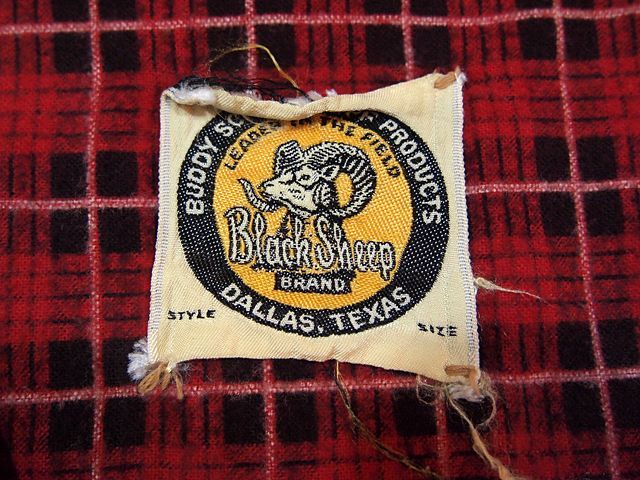 BUDDY PRODUCTS
LEADER IN THE FIELD
Black Sheep
BRAND
DALLAS, TEXAS
STYLE
SIZE